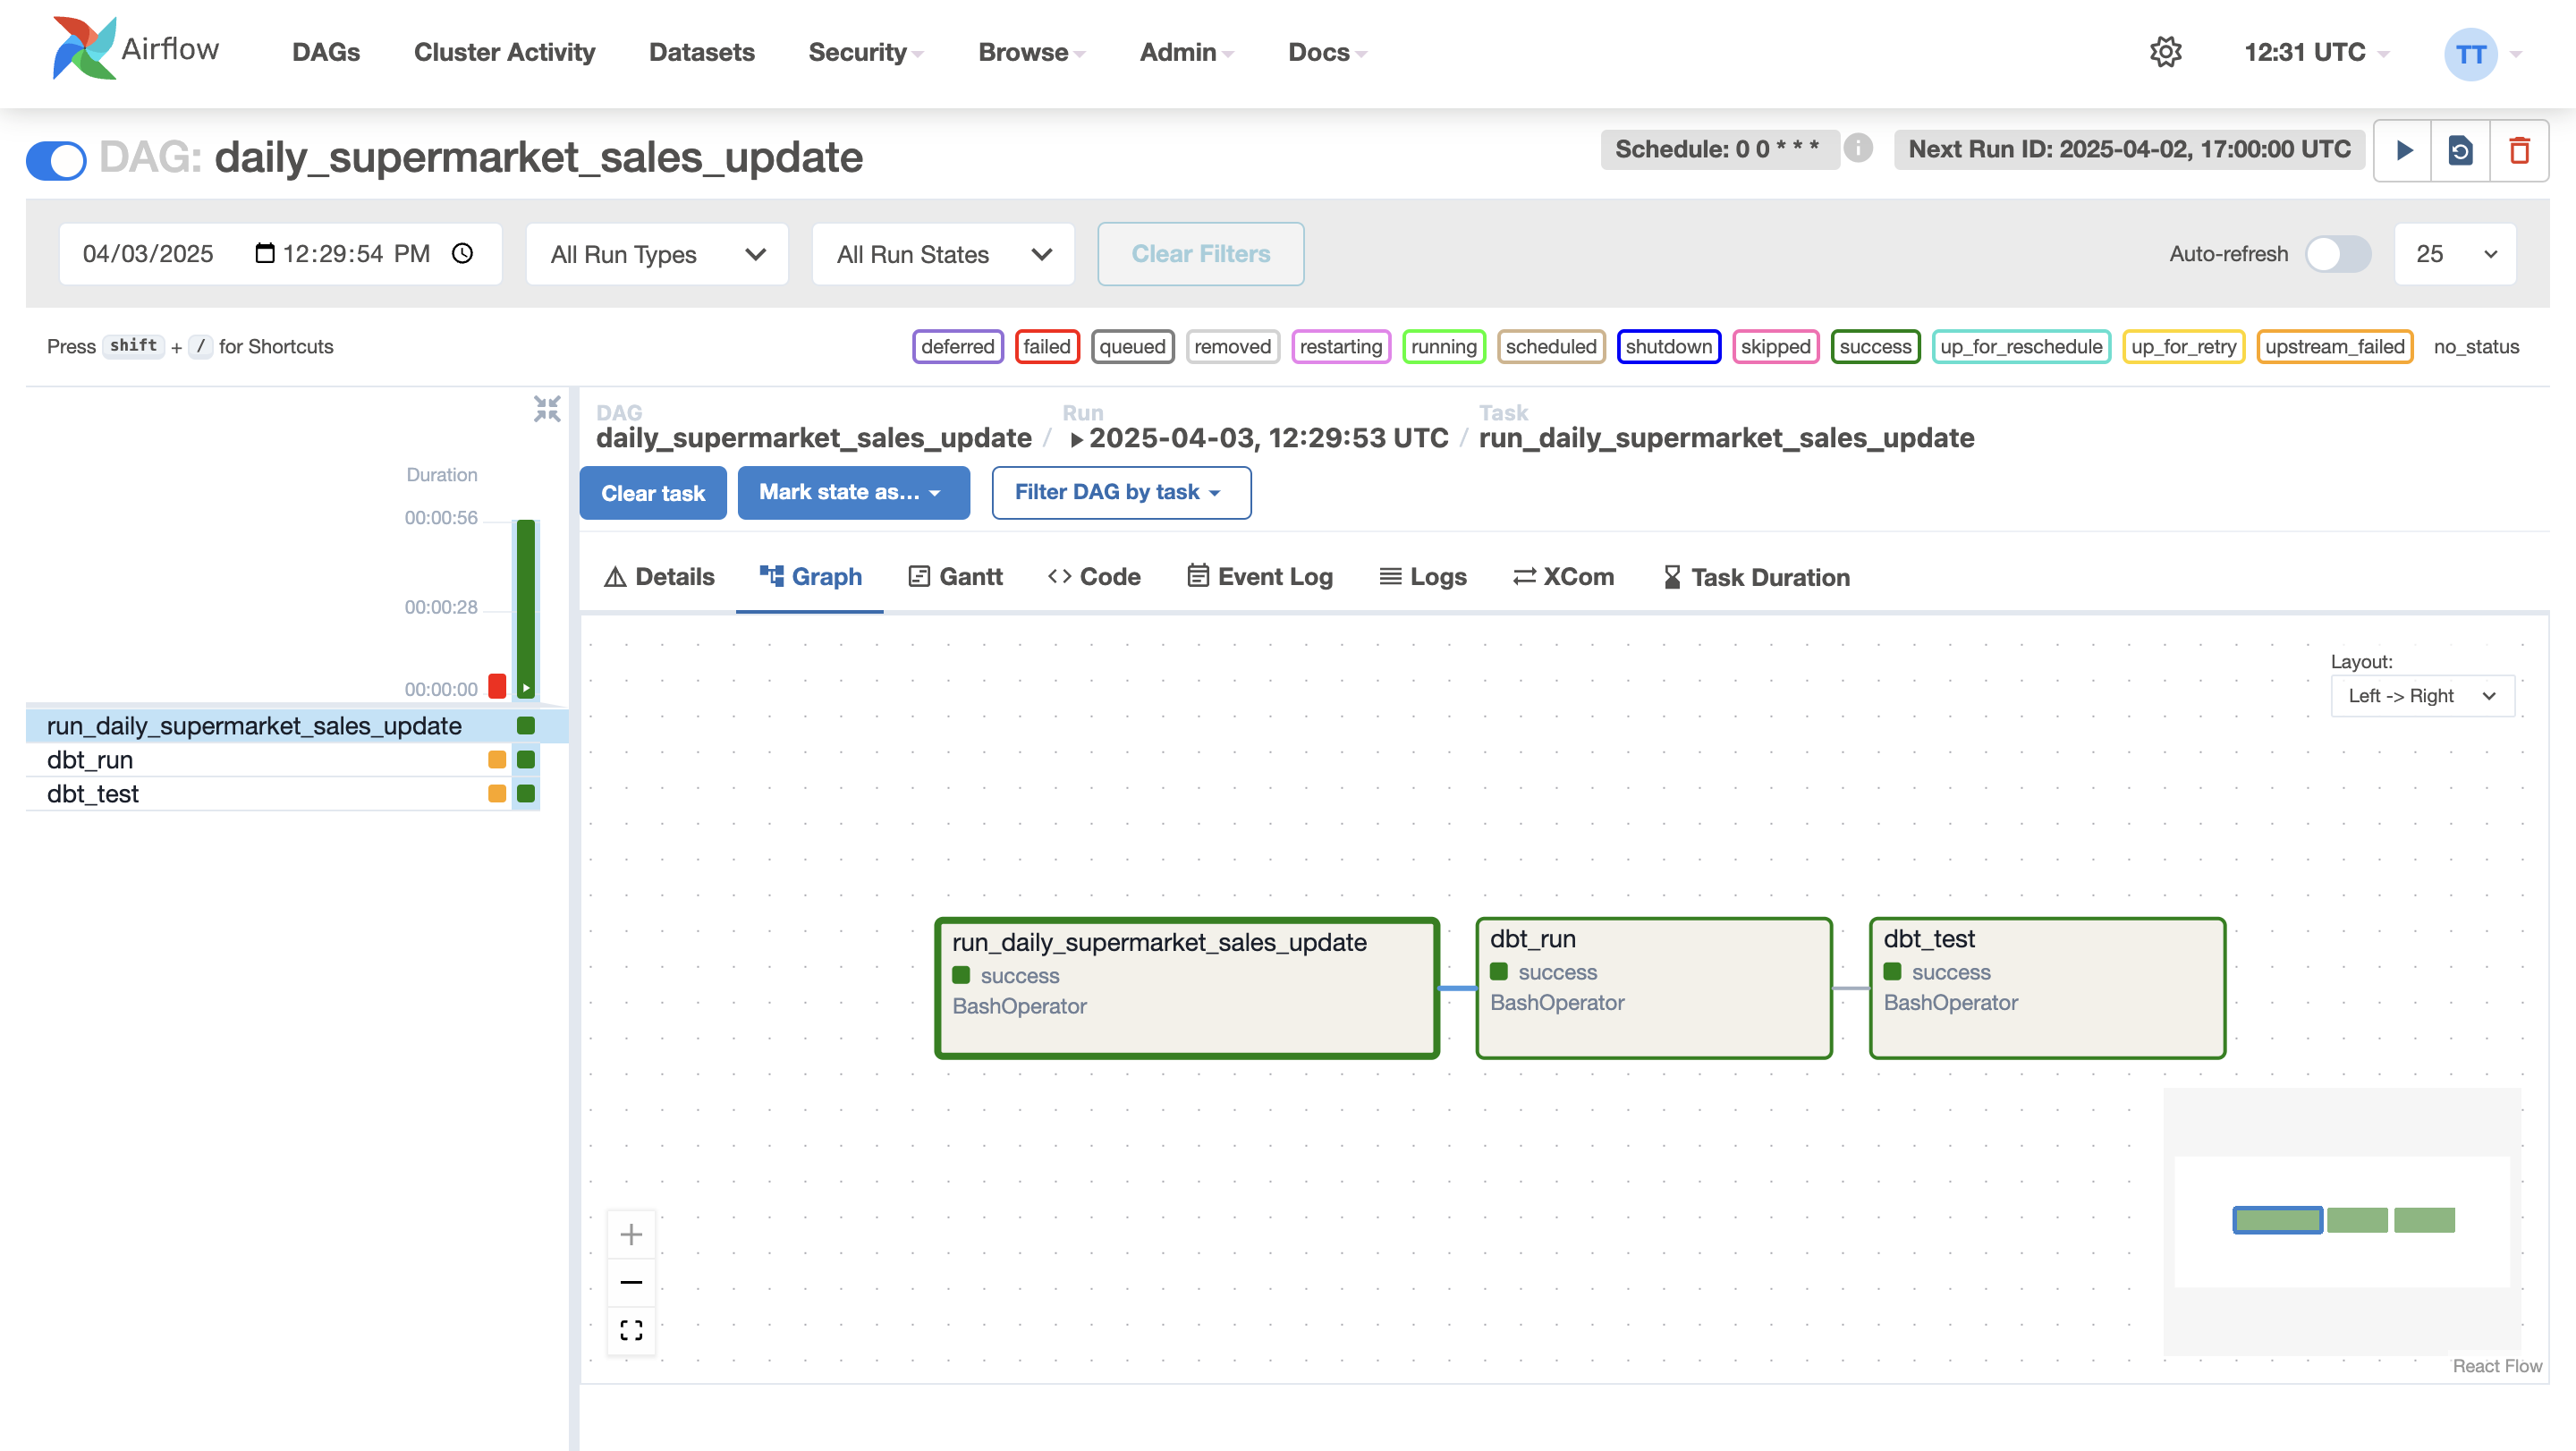 Airflow DAGs Cluster Activity Datasets Security Browse Admin Docs 12:31 UTC TT
DAG: daily_supermarket_sales_update Schedule: 0 0 * * * i Next Run ID: 2025-04-02, 17:00:00 UTC
04/03/2025 12:29:54 PM All Run Types All Run States Clear Filters Auto-refresh 25
Press shift + / for Shortcuts deferred failed queued removed restarting running scheduled shutdown skipped success up_for_reschedule up_for_retry upstream_failed no_status
DAG Run Task
daily_supermarket_sales_update / 2025-04-03, 12:29:53 UTC / run_daily_supermarket_sales_update
Clear task Mark state as... Filter DAG by task
Details Graph Gantt Code Event Log Logs XCom Task Duration
Duration
00:00:56
00:00:28
00:00:00
run_daily_supermarket_sales_update
dbt_run
dbt_test
Layout:
Left -> Right
run_daily_supermarket_sales_update
success
BashOperator
dbt_run
success
BashOperator
dbt_test
success
BashOperator
React Flow